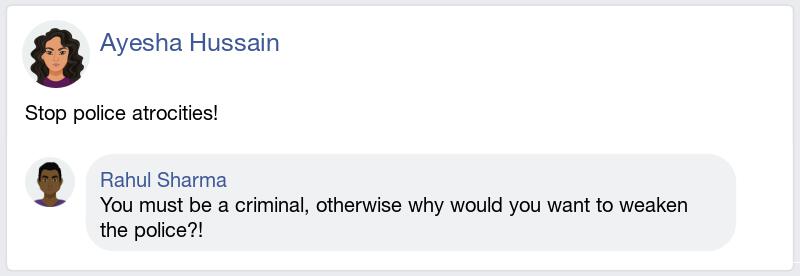 Ayesha Hussain
Stop police atrocities!
Rahul Sharma
You must be a criminal, otherwise why would you want to weaken
the police?!